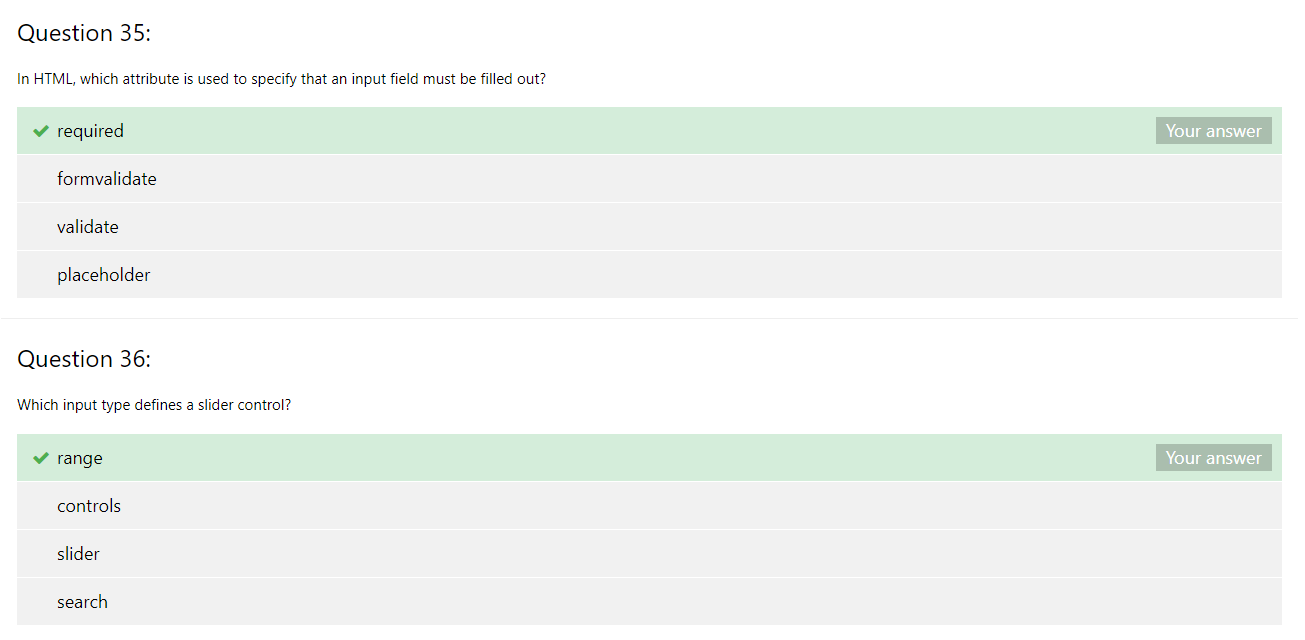 Question 35:
In HTML, which attribute is used to specify that an input field must be filled out?
required Your answer
formvalidate
validate
placeholder
Question 36:
Which input type defines a slider control?
range Your answer
controls
slider
search